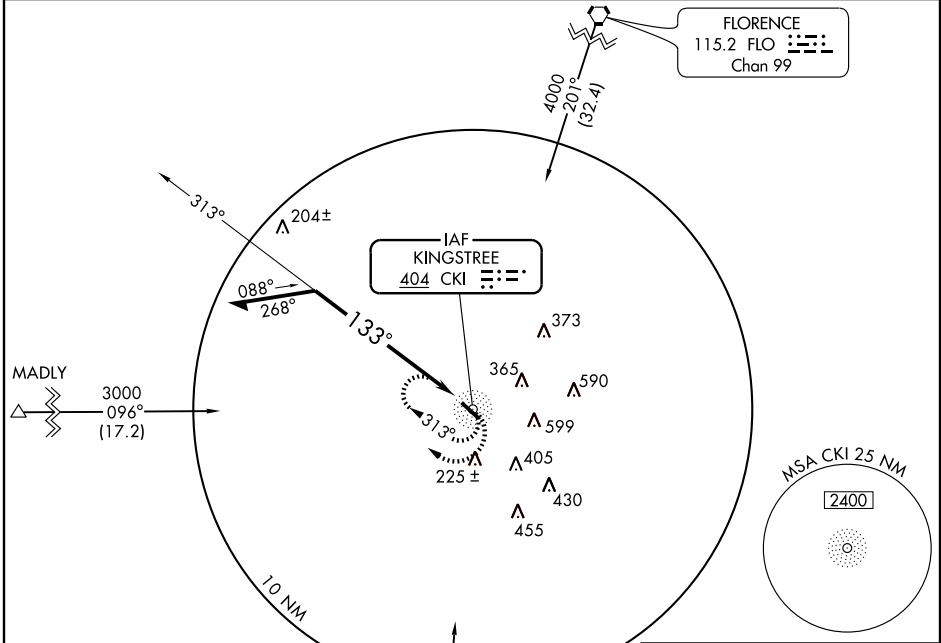 FLORENCE
115.2 FLO
Chan 99
4000
201°
(32.4)
313°
204±
IAF
KINGSTREE
404 CKI
088°
268°
133°
373
365
590
MADLY
3000
096°
(17.2)
313°
599
225 ±
405
430
455
MSA CKI 25 NM
2400
10 NM